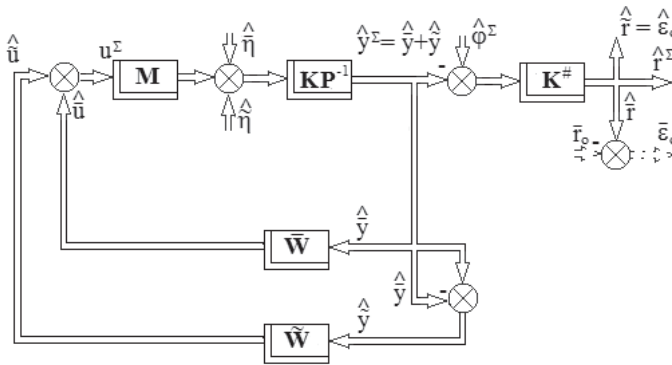 ũ̂ u^Σ M η̄̂ KP⁻¹ ŷ^Σ= ȳ̂+ỹ̂ φ̂^Σ - K^# r̃̂ = ε̂
r̂^Σ
ū̂ η̃̂ r̄̂
r̄ₒ - ε̄ₒ
W̄ ȳ̂
ȳ̂ -
W̃ ỹ̂